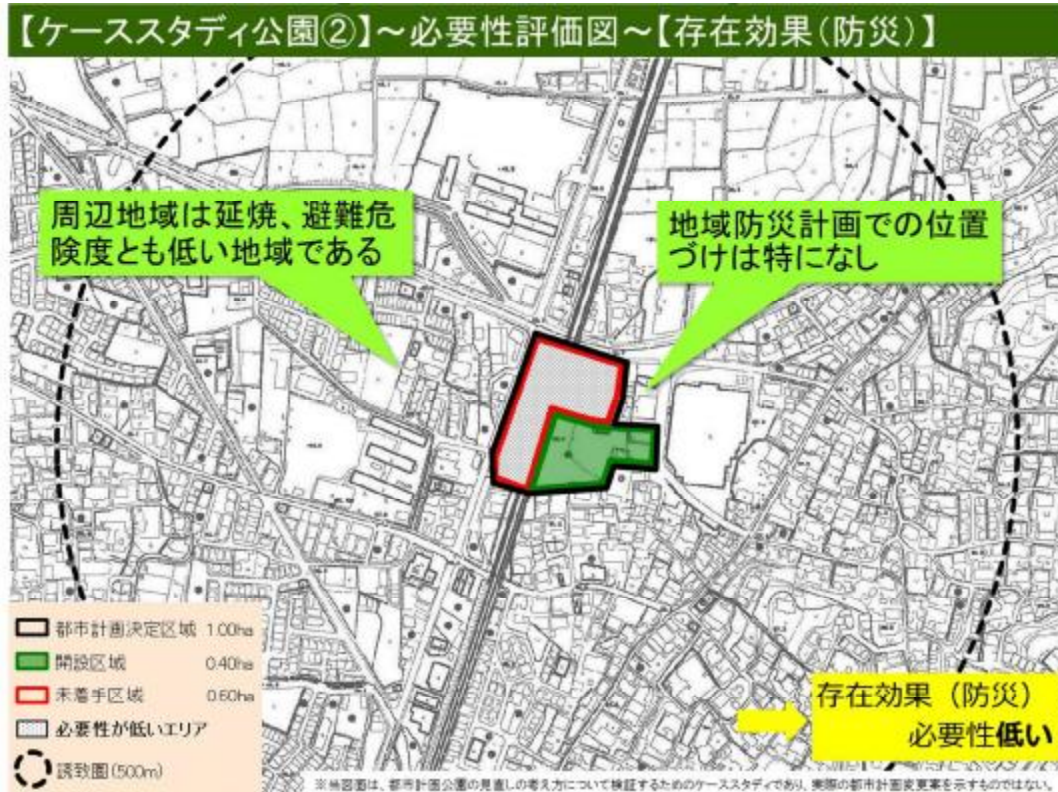 【ケーススタディ公園②】～必要性評価図～【存在効果（防災）】
周辺地域は延焼、避難危
険度とも低い地域である
地域防災計画での位置
づけは特になし
都市計画決定区域 1.00ha
開設区域 0.40ha
未着手区域 0.60ha
必要性が低いエリア
誘致圏(500m)
存在効果（防災）
必要性低い
※当図面は、都市計画公園の見直しの考え方について検証するためのケーススタディであり、実際の都市計画変更案を示すものではない。